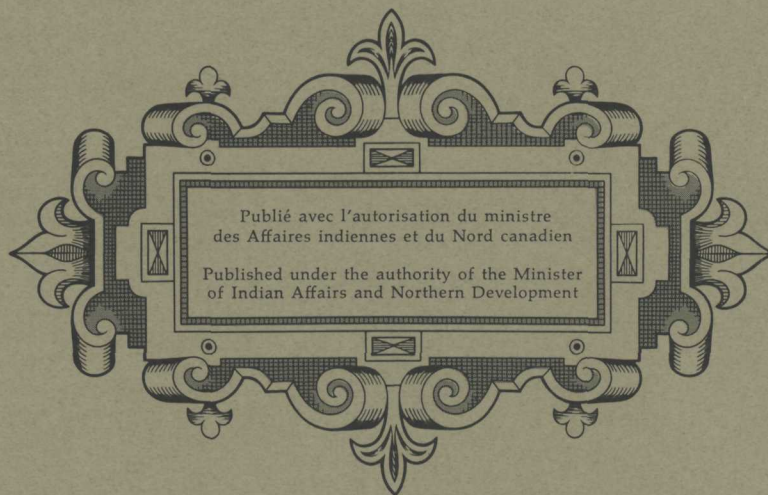 Publié avec l'autorisation du ministre
des Affaires indiennes et du Nord canadien
Published under the authority of the Minister
of Indian Affairs and Northern Development